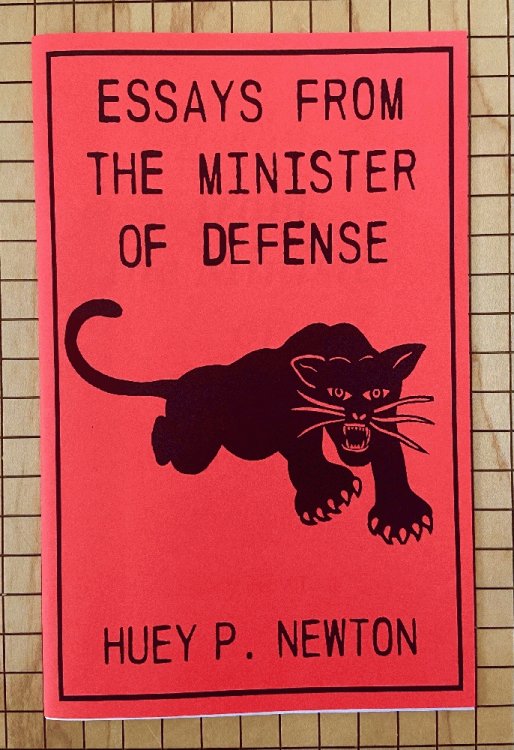 ESSAYS FROM
THE MINISTER
OF DEFENSE
HUEY P. NEWTON